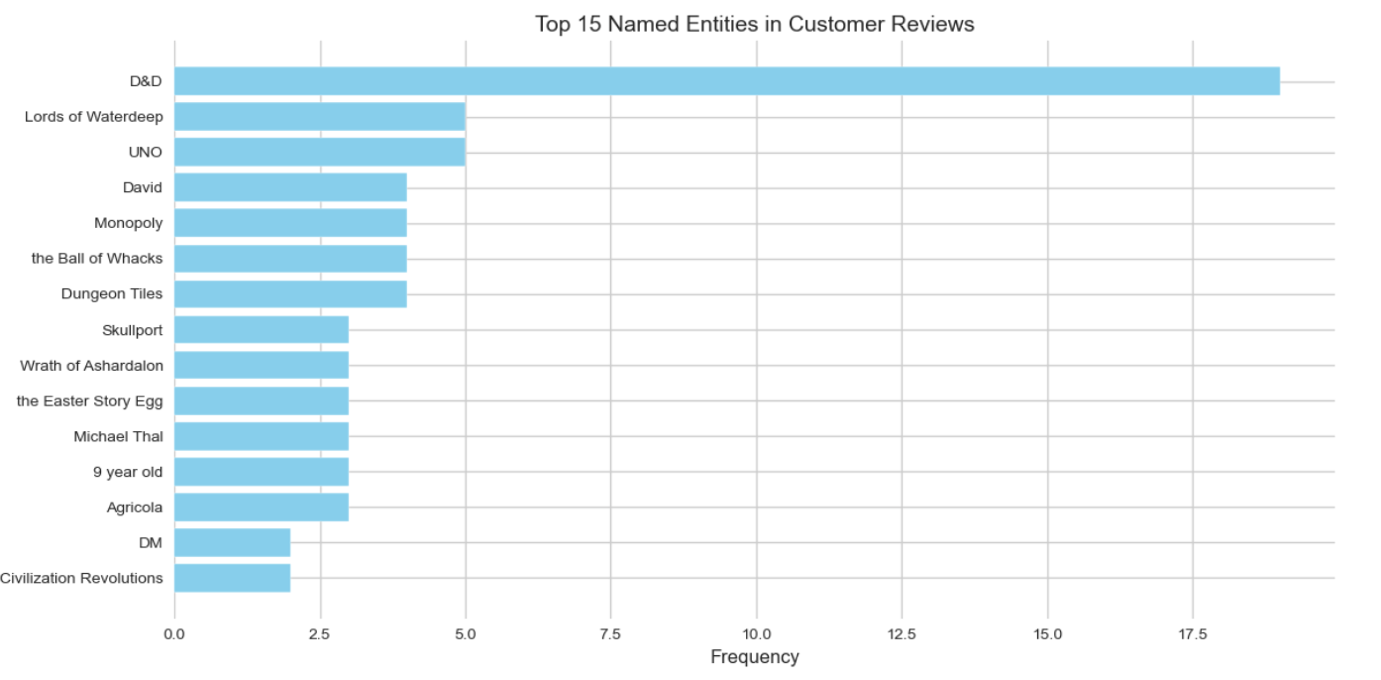 Top 15 Named Entities in Customer Reviews
D&D
Lords of Waterdeep
UNO
David
Monopoly
the Ball of Whacks
Dungeon Tiles
Skullport
Wrath of Ashardalon
the Easter Story Egg
Michael Thal
9 year old
Agricola
DM
Civilization Revolutions
0.0 2.5 5.0 7.5 10.0 12.5 15.0 17.5
Frequency